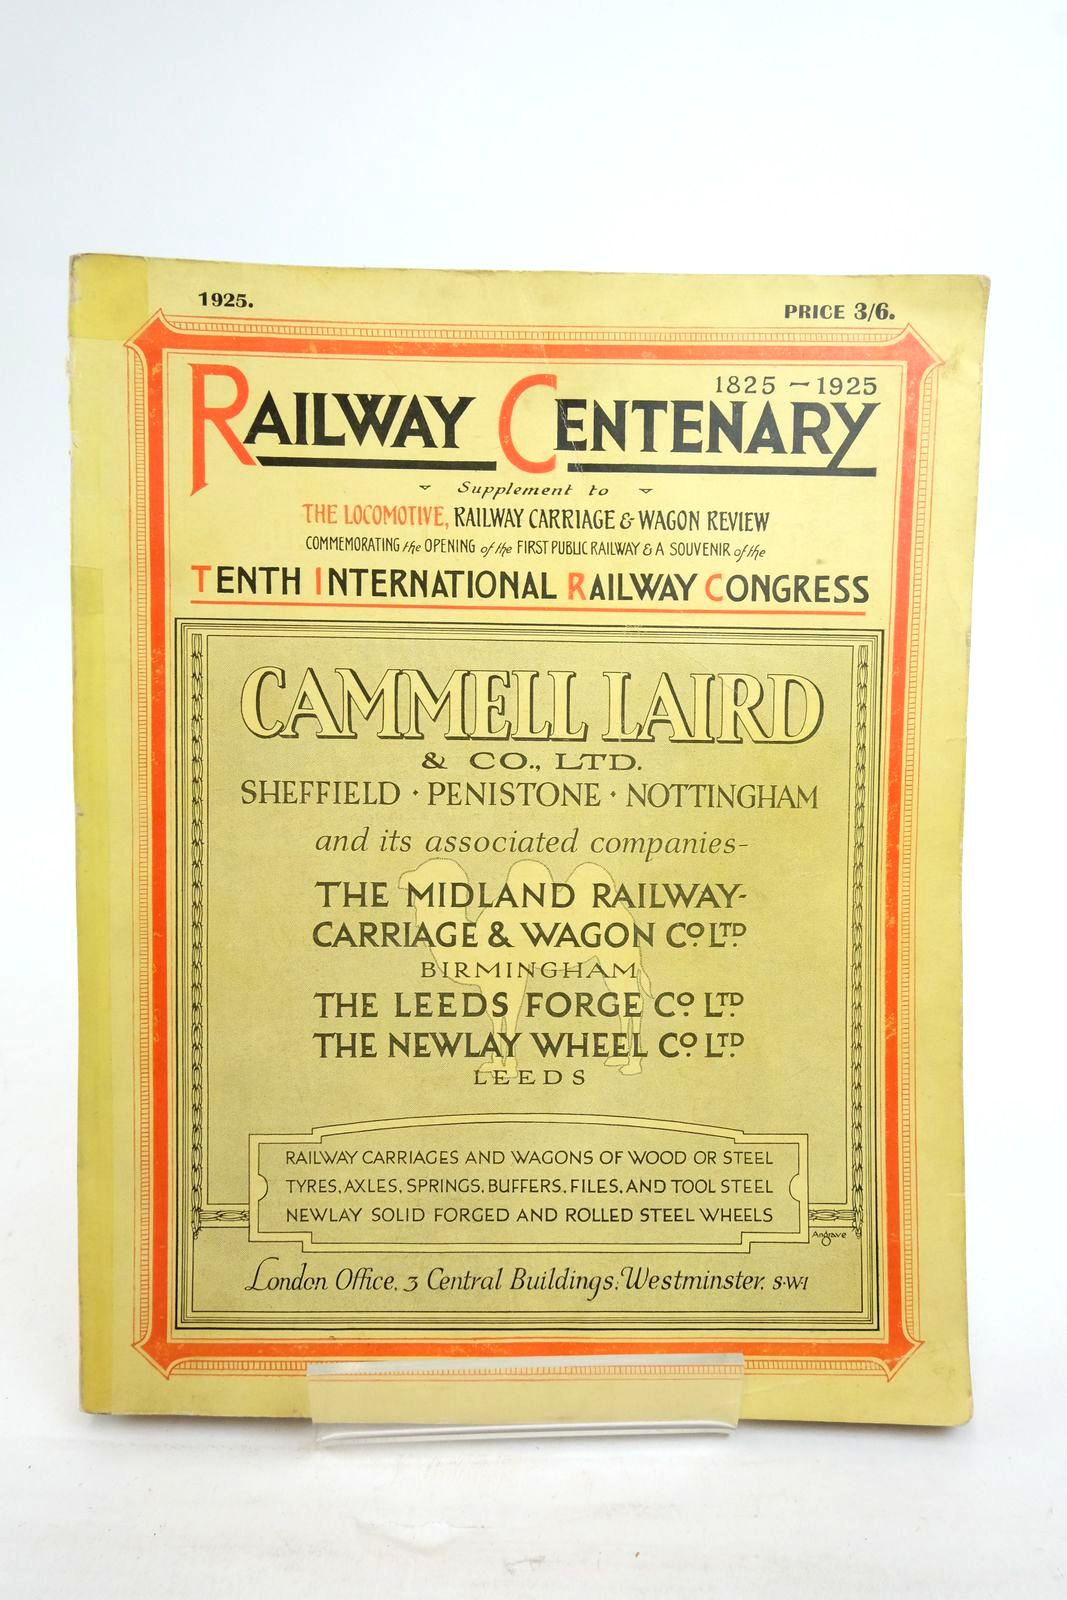 1925.
PRICE 3/6.
1825 - 1925
RAILWAY CENTENARY
Supplement to
THE LOCOMOTIVE, RAILWAY CARRIAGE & WAGON REVIEW
COMMEMORATING the OPENING of the FIRST PUBLIC RAILWAY & A SOUVENIR of the
TENTH INTERNATIONAL RAILWAY CONGRESS
CAMMELL LAIRD
& CO., LTD.
SHEFFIELD · PENISTONE · NOTTINGHAM
and its associated companies-
THE MIDLAND RAILWAY-
CARRIAGE & WAGON CO LTD
BIRMINGHAM
THE LEEDS FORGE CO LTD
THE NEWLAY WHEEL CO LTD
LEEDS
RAILWAY CARRIAGES AND WAGONS OF WOOD OR STEEL
TYRES, AXLES, SPRINGS, BUFFERS, FILES, AND TOOL STEEL
NEWLAY SOLID FORGED AND ROLLED STEEL WHEELS
Angrave
London Office, 3 Central Buildings, Westminster, S·W·1